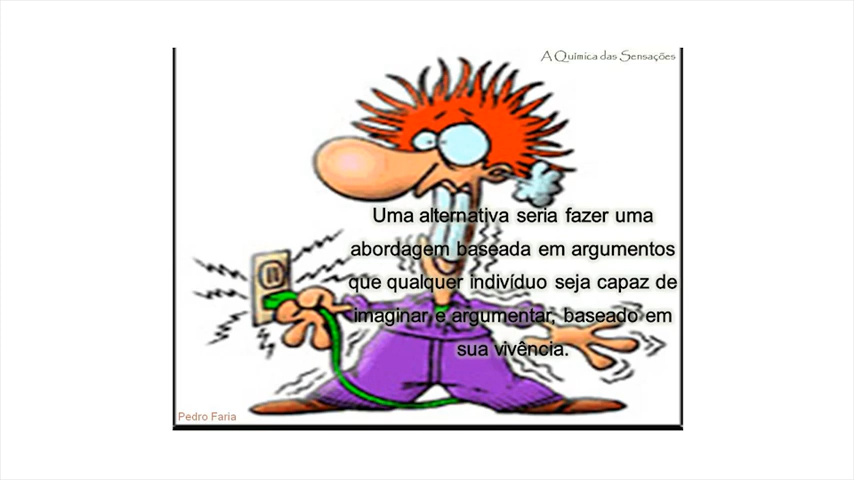 A Química das Sensações
Uma alternativa seria fazer uma
abordagem baseada em argumentos
que qualquer indivíduo seja capaz de
imaginar e argumentar, baseado em
sua vivência.
Pedro Faria